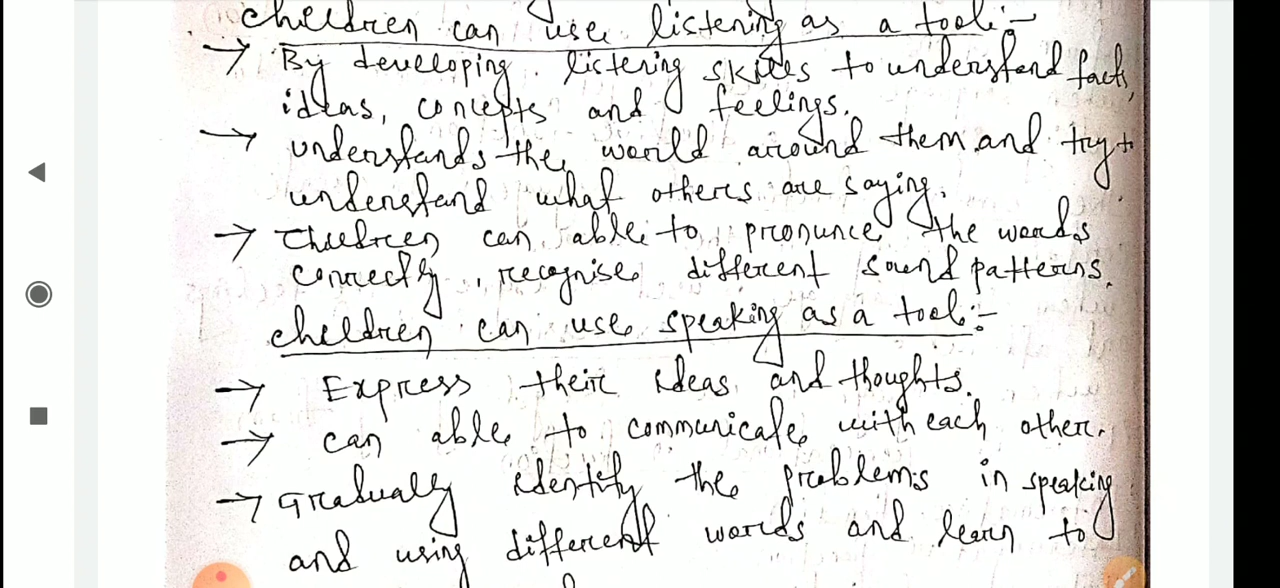 children can use listening as a tool:-
→ By developing listening skills to understand facts,
ideas, concepts and feelings.
→ understands the world around them and try to
understand what others are saying.
→ children can able to pronunce the words
correctly, recognise different sound patterns.
children can use speaking as a tool:-
→ Express their ideas and thoughts.
→ can able to communicate with each other.
→ Gradually identify the problems in speaking
and using different words and learn to